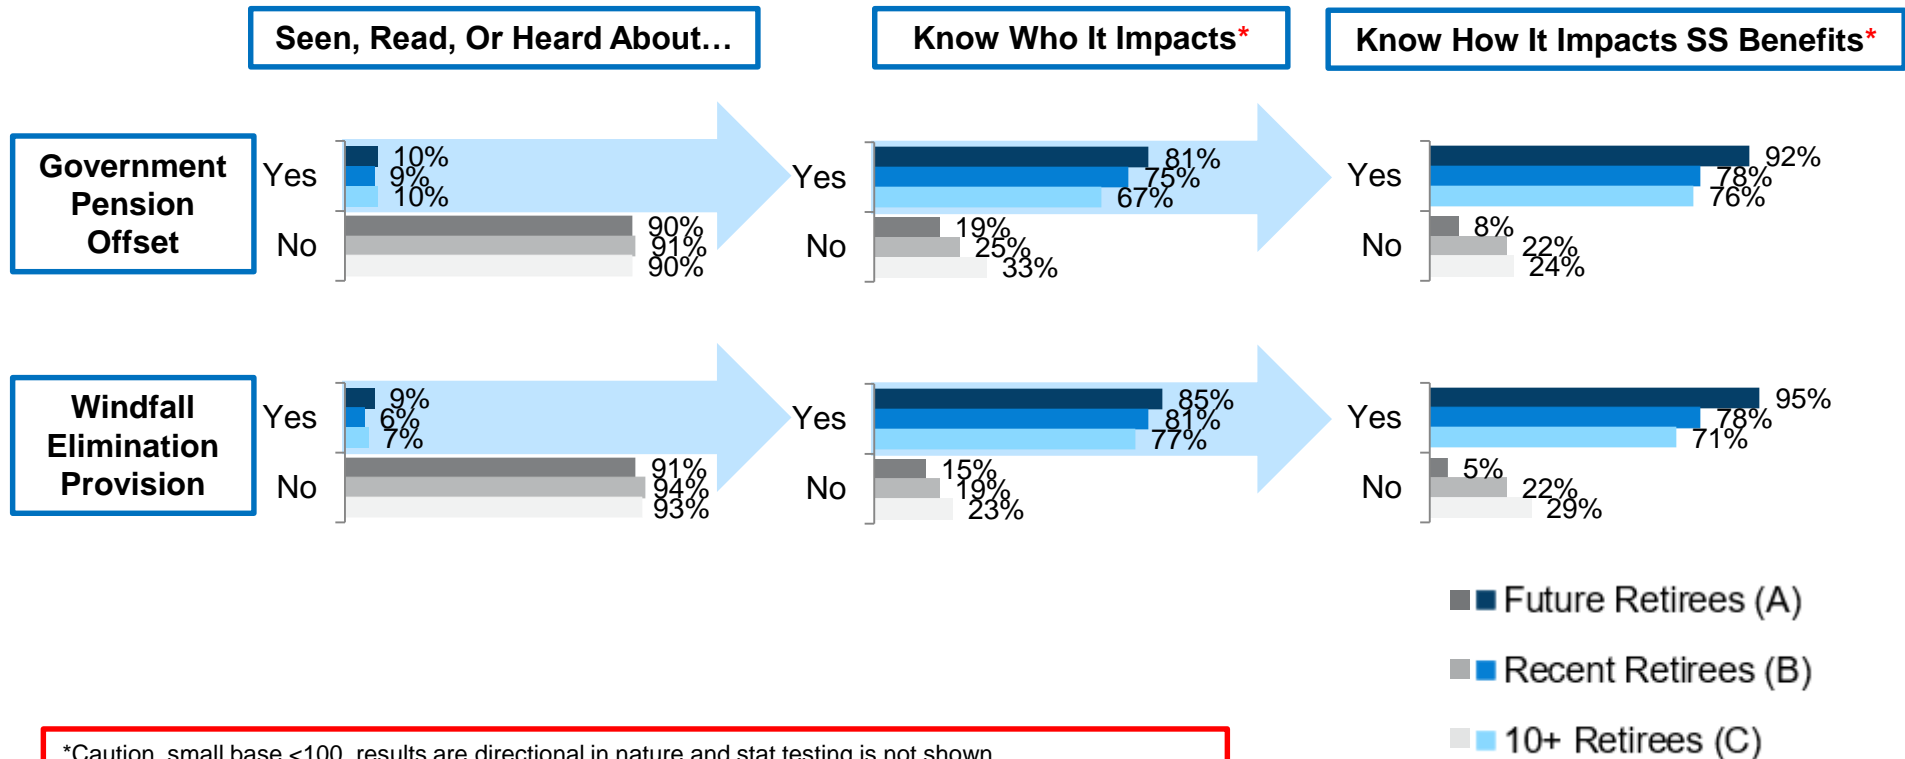 Seen, Read, Or Heard About…
Know Who It Impacts*
Know How It Impacts SS Benefits*
Government
Pension
Offset
Yes
10%
9%
10%
No
90%
91%
90%
Yes
81%
75%
67%
No
19%
25%
33%
Yes
92%
78%
76%
No
8%
22%
24%
Windfall
Elimination
Provision
Yes
9%
6%
7%
No
91%
94%
93%
Yes
85%
81%
77%
No
15%
19%
23%
Yes
95%
78%
71%
No
5%
22%
29%
Future Retirees (A)
Recent Retirees (B)
10+ Retirees (C)
*Caution, small base <100, results are directional in nature and stat testing is not shown